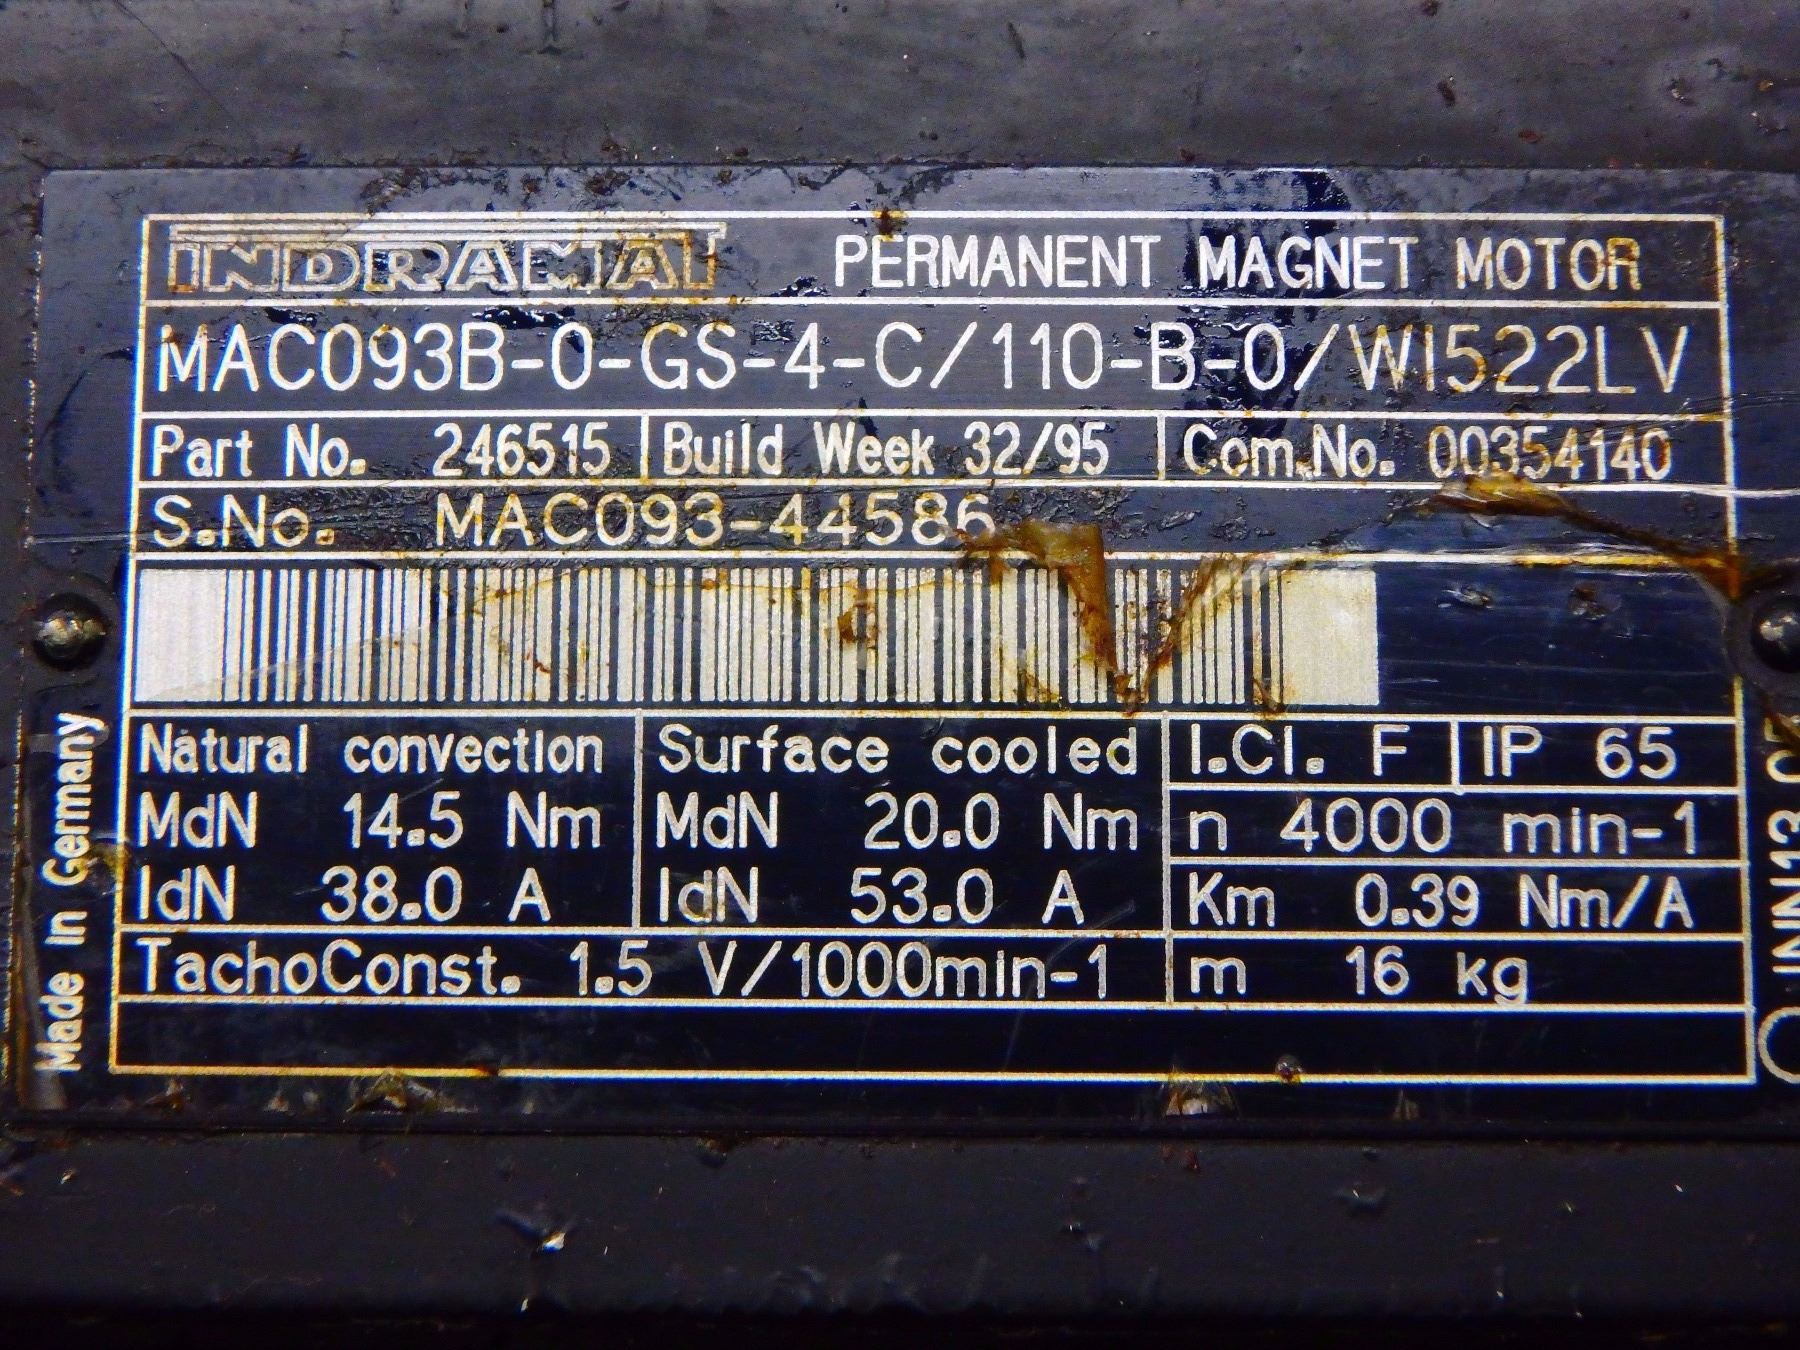 INDRAMAT PERMANENT MAGNET MOTOR
MAC093B-0-GS-4-C/110-B-0/WI522LV
Part No. 246515 Build Week 32/95 Com.No. 00354140
S.No. MAC093-44586
Natural convection Surface cooled I.Cl. F IP 65
MdN 14.5 Nm MdN 20.0 Nm n 4000 min-1
IdN 38.0 A IdN 53.0 A Km 0.39 Nm/A
TachoConst. 1.5 V/1000min-1 m 16 kg
Made in Germany